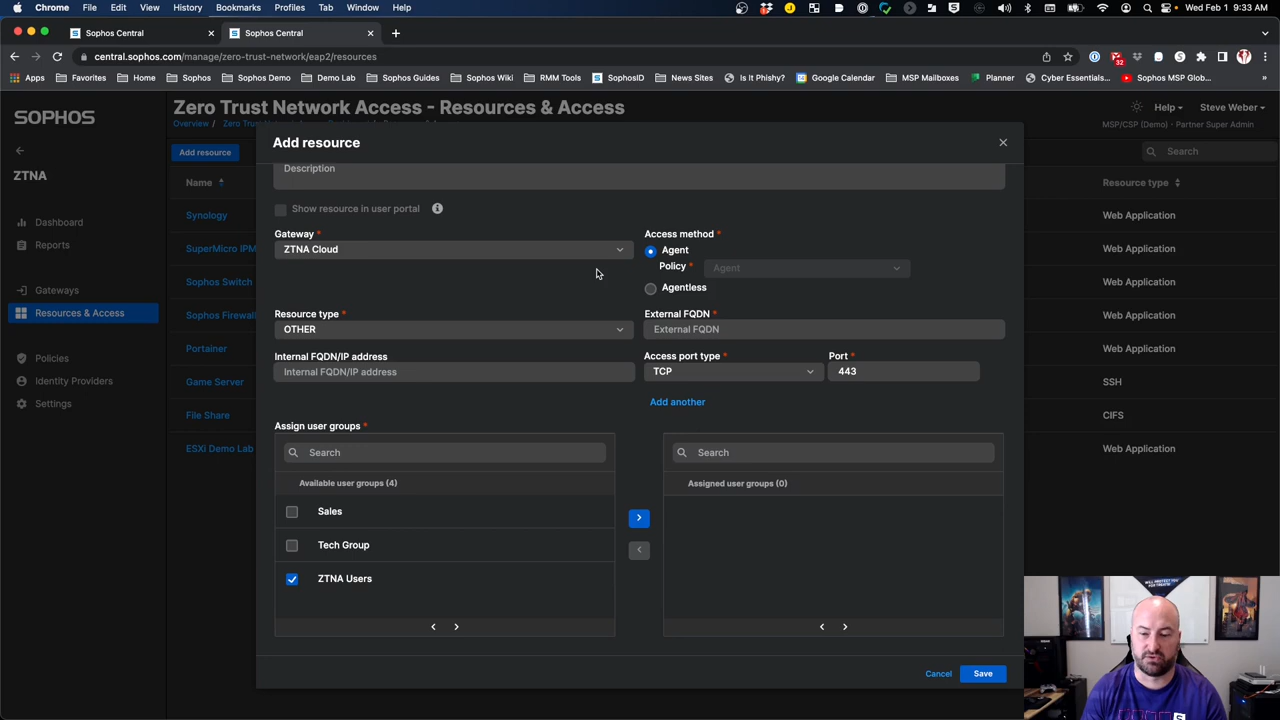 Chrome File Edit View History Bookmarks Profiles Tab Window Help Wed Feb 1 9:33 AM
Sophos Central Sophos Central
central.sophos.com/manage/zero-trust-network/eap2/resources
32
Apps Favorites Home Sophos Sophos Demo Demo Lab Sophos Guides Sophos Wiki RMM Tools SophosID News Sites Is It Phishy? Google Calendar MSP Mailboxes Planner Cyber Essentials... Sophos MSP Glob...
SOPHOS
Zero Trust Network Access - Resources & Access
Help
Steve Weber
Overview / Zero Trust
MSP/CSP (Demo) - Partner Super Admin
ZTNA
Dashboard
Reports
Gateways
Resources & Access
Policies
Identity Providers
Settings
Add resource
Search
Name
Resource type
Synology
Web Application
SuperMicro IPM
Web Application
Sophos Switch
Web Application
Sophos Firewall
Web Application
Portainer
Web Application
Game Server
SSH
File Share
CIFS
ESXi Demo Lab
Web Application
Add resource
Description
Show resource in user portal
Gateway *
ZTNA Cloud
Access method *
Agent
Policy * Agent
Agentless
Resource type *
OTHER
External FQDN *
External FQDN
Internal FQDN/IP address
Internal FQDN/IP address
Access port type *
TCP
Port *
443
Add another
Assign user groups *
Search
Available user groups (4)
Sales
Tech Group
ZTNA Users
Search
Assigned user groups (0)
Cancel
Save